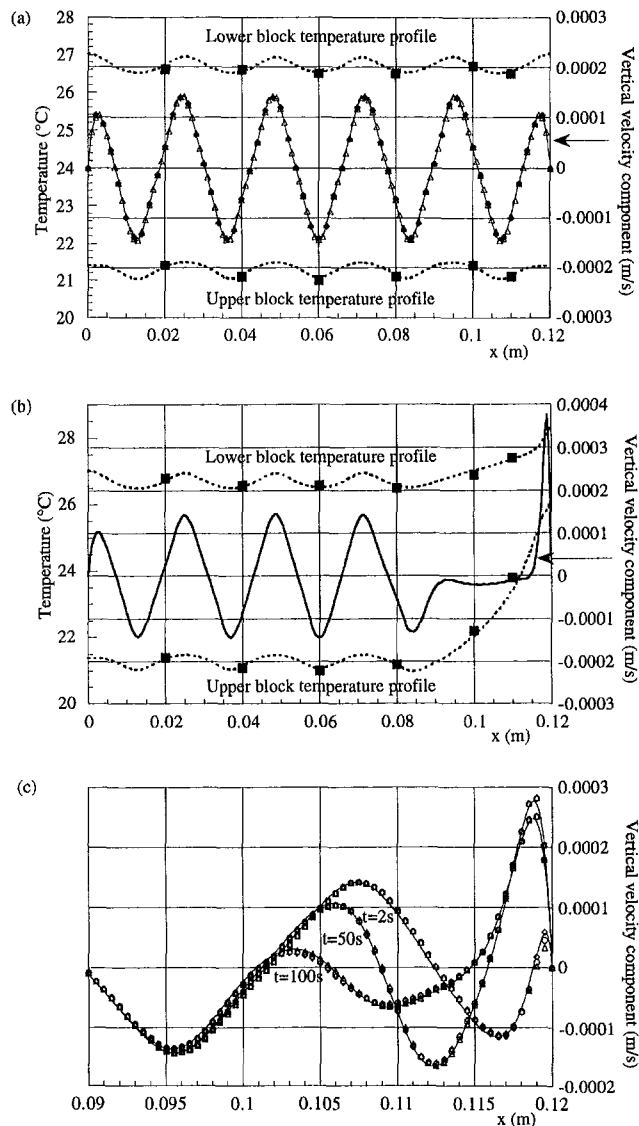 (a)
28
27
26
25
24
23
22
21
20
Temperature (°C)
Lower block temperature profile
Upper block temperature profile
0.0003
0.0002
0.0001
0
-0.0001
-0.0002
-0.0003
Vertical velocity component (m/s)
0 0.02 0.04 0.06 0.08 0.1 0.12
x (m)
(b)
28
26
24
22
20
Temperature (°C)
Lower block temperature profile
Upper block temperature profile
0.0004
0.0003
0.0002
0.0001
0
-0.0001
-0.0002
-0.0003
Vertical velocity component (m/s)
0 0.02 0.04 0.06 0.08 0.1 0.12
x (m)
(c)
t=2s
t=50s
t=100s
0.0003
0.0002
0.0001
0
-0.0001
-0.0002
Vertical velocity component (m/s)
0.09 0.095 0.1 0.105 0.11 0.115 0.12
x (m)